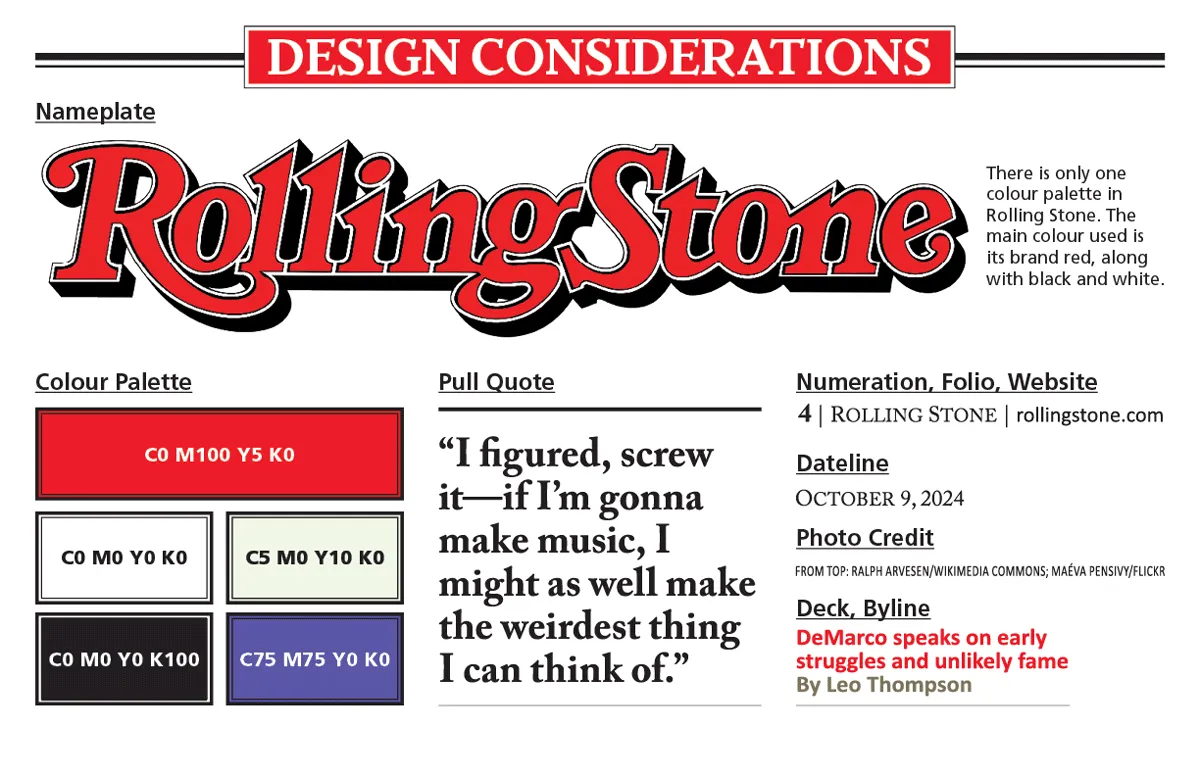 DESIGN CONSIDERATIONS
Nameplate
RollingStone
There is only one
colour palette in
Rolling Stone. The
main colour used is
its brand red, along
with black and white.
Colour Palette
C0 M100 Y5 K0
C0 M0 Y0 K0
C5 M0 Y10 K0
C0 M0 Y0 K100
C75 M75 Y0 K0
Pull Quote
“I figured, screw
it—if I’m gonna
make music, I
might as well make
the weirdest thing
I can think of.”
Numeration, Folio, Website
4 | ROLLING STONE | rollingstone.com
Dateline
OCTOBER 9, 2024
Photo Credit
FROM TOP: RALPH ARVESEN/WIKIMEDIA COMMONS; MAÉVA PENSIVY/FLICKR
Deck, Byline
DeMarco speaks on early
struggles and unlikely fame
By Leo Thompson